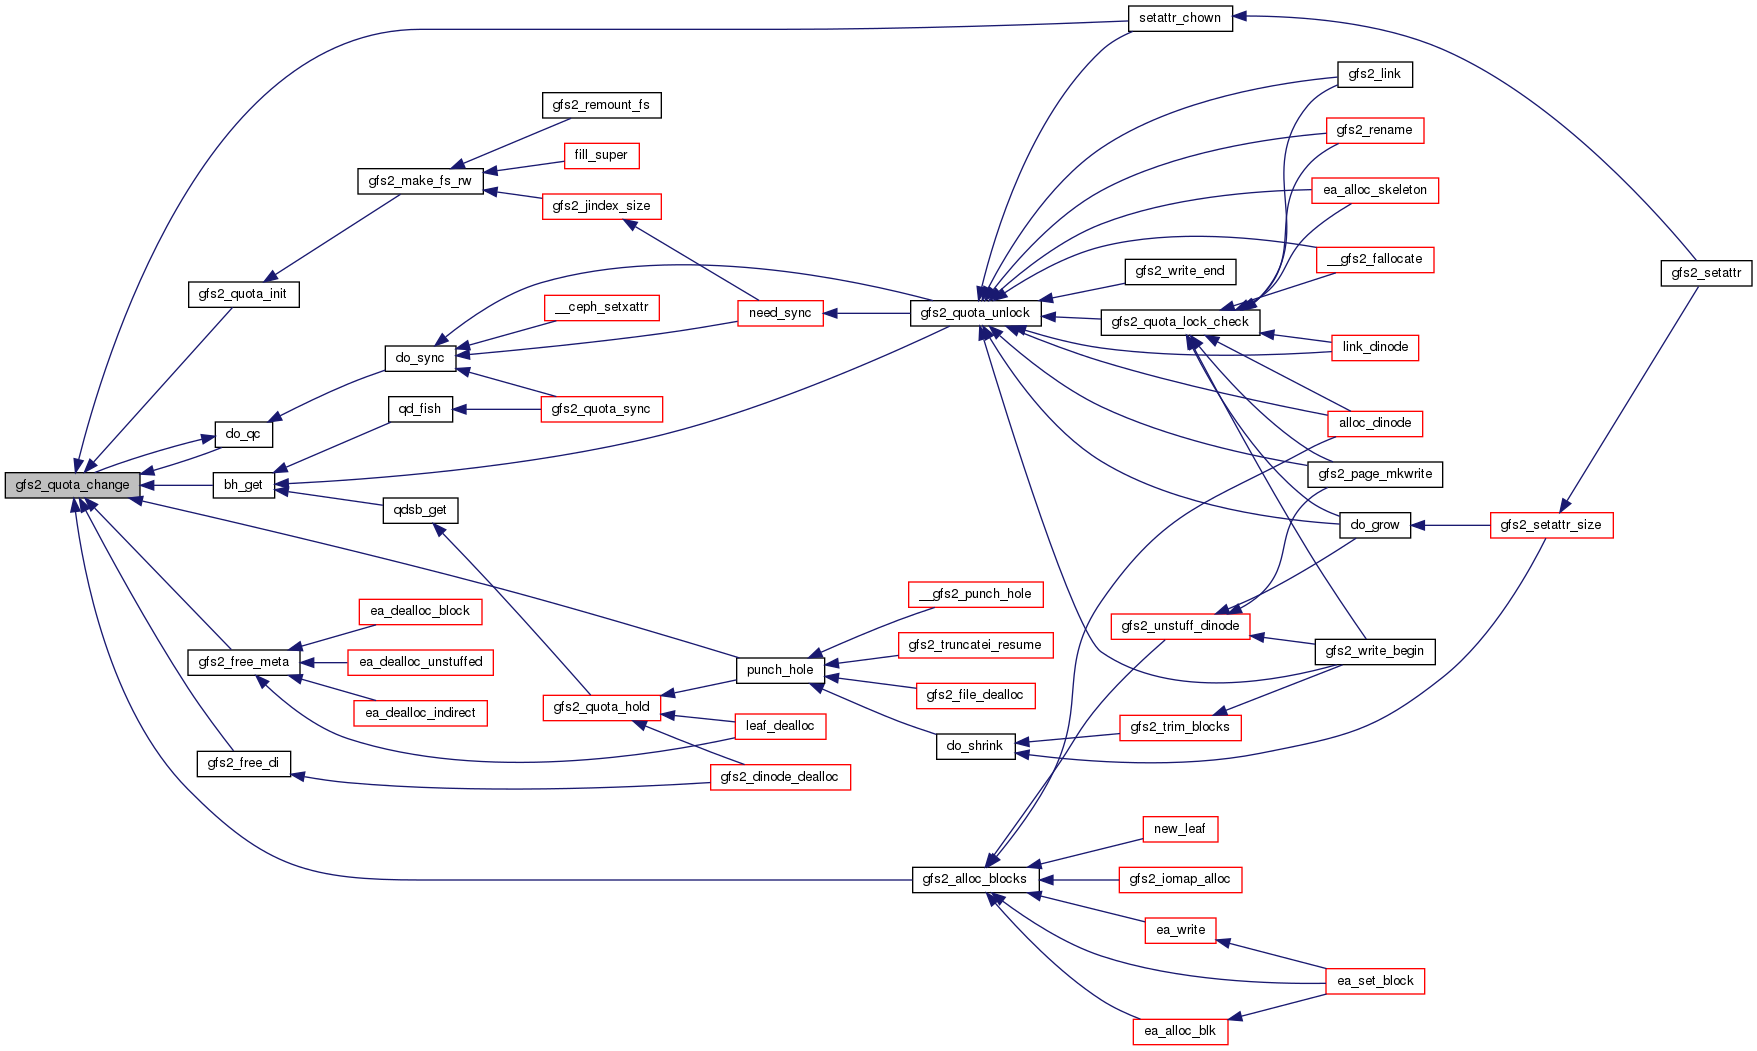 setattr_chown
gfs2_link
gfs2_remount_fs
gfs2_rename
fill_super
gfs2_make_fs_rw
ea_alloc_skeleton
gfs2_jindex_size
__gfs2_fallocate
gfs2_write_end
gfs2_setattr
gfs2_quota_init
__ceph_setxattr
need_sync
gfs2_quota_unlock
gfs2_quota_lock_check
link_dinode
do_sync
qd_fish
gfs2_quota_sync
alloc_dinode
do_qc
gfs2_page_mkwrite
gfs2_quota_change
bh_get
qdsb_get
do_grow
gfs2_setattr_size
__gfs2_punch_hole
ea_dealloc_block
gfs2_unstuff_dinode
gfs2_truncatei_resume
gfs2_write_begin
gfs2_free_meta
ea_dealloc_unstuffed
punch_hole
gfs2_file_dealloc
gfs2_quota_hold
ea_dealloc_indirect
leaf_dealloc
gfs2_trim_blocks
do_shrink
gfs2_free_di
gfs2_dinode_dealloc
new_leaf
gfs2_alloc_blocks
gfs2_iomap_alloc
ea_write
ea_set_block
ea_alloc_blk